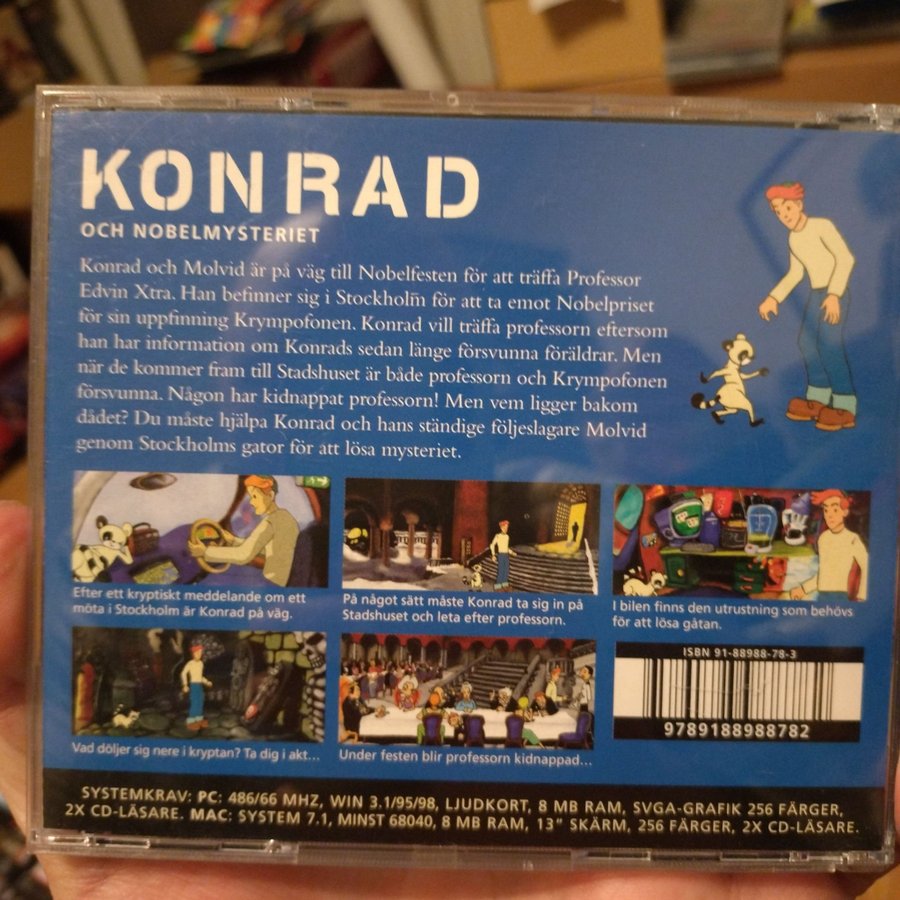 KONRAD
OCH NOBELMYSTERIET
Konrad och Molvid är på väg till Nobelfesten för att träffa Professor
Edvin Xtra. Han befinner sig i Stockholm för att ta emot Nobelpriset
för sin uppfinning Krympofonen. Konrad vill träffa professorn eftersom
han har information om Konrads sedan länge försvunna föräldrar. Men
när de kommer fram till Stadshuset är både professorn och Krympofonen
försvunna. Någon har kidnappat professorn! Men vem ligger bakom
dådet? Du måste hjälpa Konrad och hans ständige följeslagare Molvid
genom Stockholms gator för att lösa mysteriet.
Efter ett kryptiskt meddelande om ett
möta i Stockholm är Konrad på väg.
På något sätt måste Konrad ta sig in på
Stadshuset och leta efter professorn.
I bilen finns den utrustning som behövs
för att lösa gåtan.
Vad döljer sig nere i kryptan? Ta dig i akt...
Under festen blir professorn kidnappad...
ISBN 91-88988-78-3
9789188988782
SYSTEMKRAV: PC: 486/66 MHZ, WIN 3.1/95/98, LJUDKORT, 8 MB RAM, SVGA-GRAFIK 256 FÄRGER,
2X CD-LÄSARE. MAC: SYSTEM 7.1, MINST 68040, 8 MB RAM, 13" SKÄRM, 256 FÄRGER, 2X CD-LÄSARE.